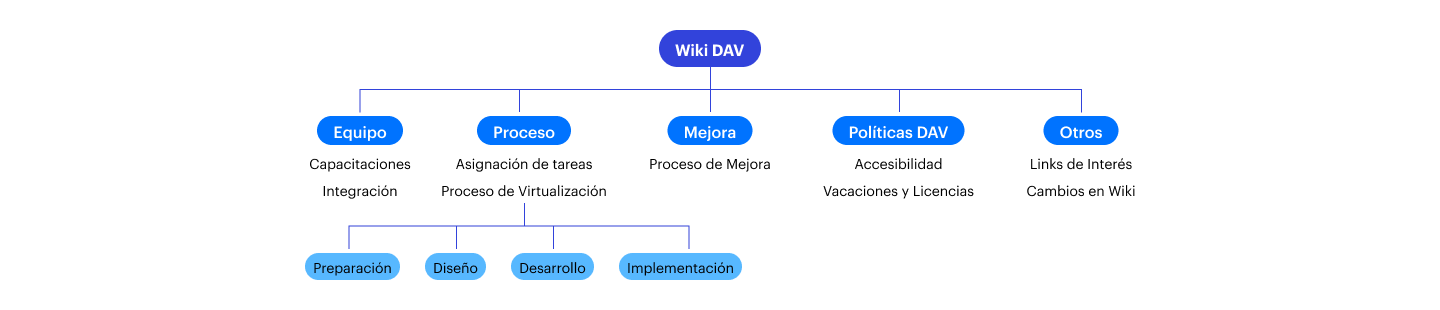 Wiki DAV
Equipo
Proceso
Mejora
Políticas DAV
Otros
Capacitaciones
Asignación de tareas
Proceso de Mejora
Accesibilidad
Links de Interés
Integración
Proceso de Virtualización
Vacaciones y Licencias
Cambios en Wiki
Preparación
Diseño
Desarrollo
Implementación